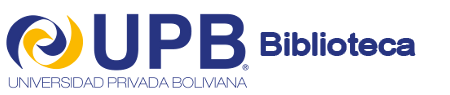 UPB® Biblioteca
UNIVERSIDAD PRIVADA BOLIVIANA